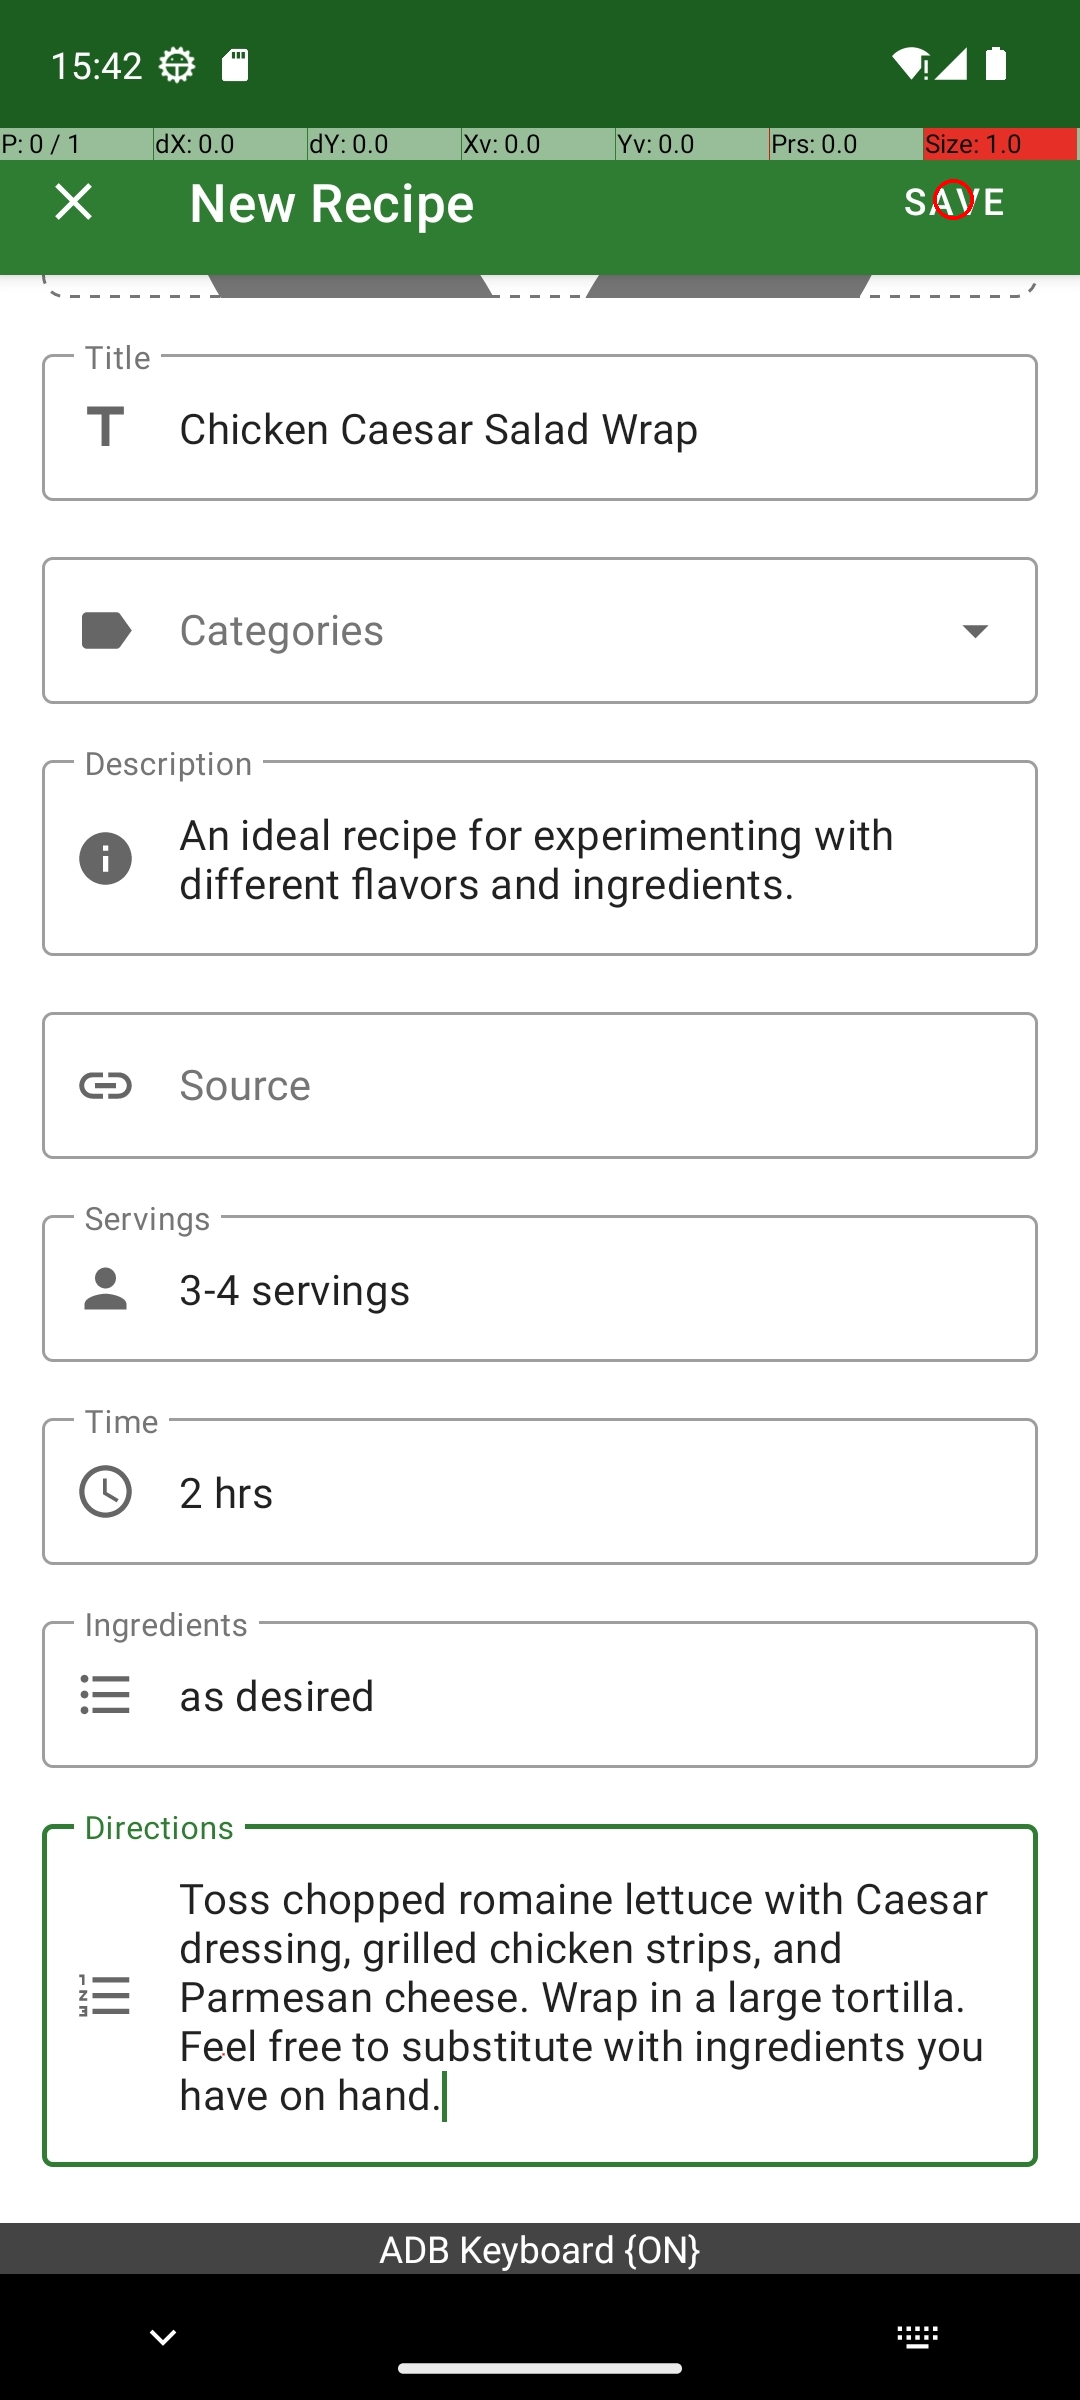 15:42
P: 0 / 1 dX: 0.0 dY: 0.0 Xv: 0.0 Yv: 0.0 Prs: 0.0 Size: 1.0
New Recipe SAVE
Title
Chicken Caesar Salad Wrap
Categories
Description
An ideal recipe for experimenting with
different flavors and ingredients.
Source
Servings
3-4 servings
Time
2 hrs
Ingredients
as desired
Directions
Toss chopped romaine lettuce with Caesar
dressing, grilled chicken strips, and
Parmesan cheese. Wrap in a large tortilla.
Feel free to substitute with ingredients you
have on hand.
ADB Keyboard {ON}